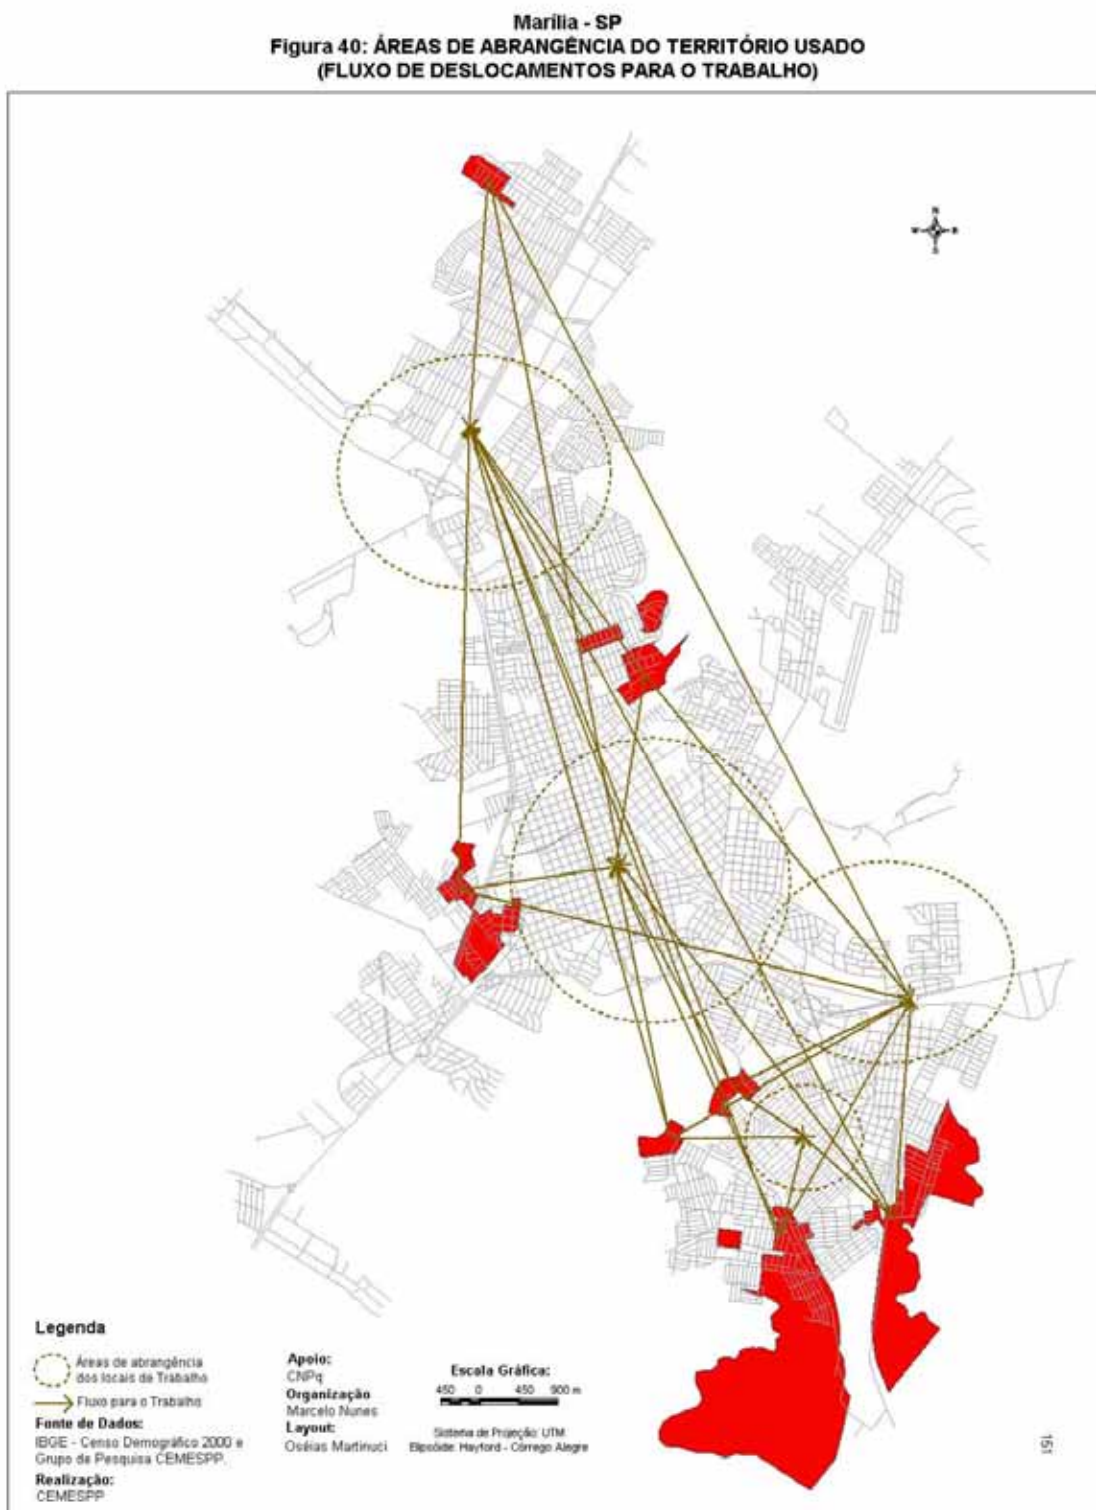 Marília - SP
Figura 40: ÁREAS DE ABRANGÊNCIA DO TERRITÓRIO USADO
(FLUXO DE DESLOCAMENTOS PARA O TRABALHO)
N
W
E
S
Legenda
Áreas de abrangência
dos locais de Trabalho
Fluxo para o Trabalho
Fonte de Dados:
IBGE - Censo Demográfico 2000 e
Grupo de Pesquisa CEMESPP.
Realização:
CEMESPP
Apoio:
CNPq
Organização
Marcelo Nunes
Layout:
Oséias Martinuci
Escala Gráfica:
450 0 450 900 m
Sistema de Projeção: UTM
Elipsóide: Hayford - Córrego Alegre
151